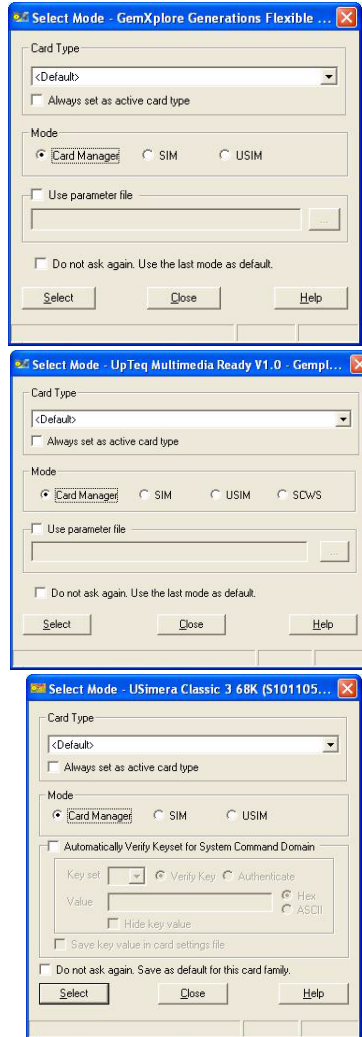 Select Mode - GemXplore Generations Flexible ...
Card Type
<Default>
Always set as active card type
Mode
Card Manager SIM USIM
Use parameter file
...
Do not ask again. Use the last mode as default.
Select Close Help
Select Mode - UpTeq Multimedia Ready V1.0 - Gempl...
Card Type
<Default>
Always set as active card type
Mode
Card Manager SIM USIM SCWS
Use parameter file
...
Do not ask again. Use the last mode as default.
Select Close Help
Select Mode - USimera Classic 3 68K (S101105...
Card Type
<Default>
Always set as active card type
Mode
Card Manager SIM USIM
Automatically Verify Keyset for System Command Domain
Key set Verify Key Authenticate
Value Hex
ASCII
Hide key value
Save key value in card settings file
Do not ask again. Save as default for this card family.
Select Close Help